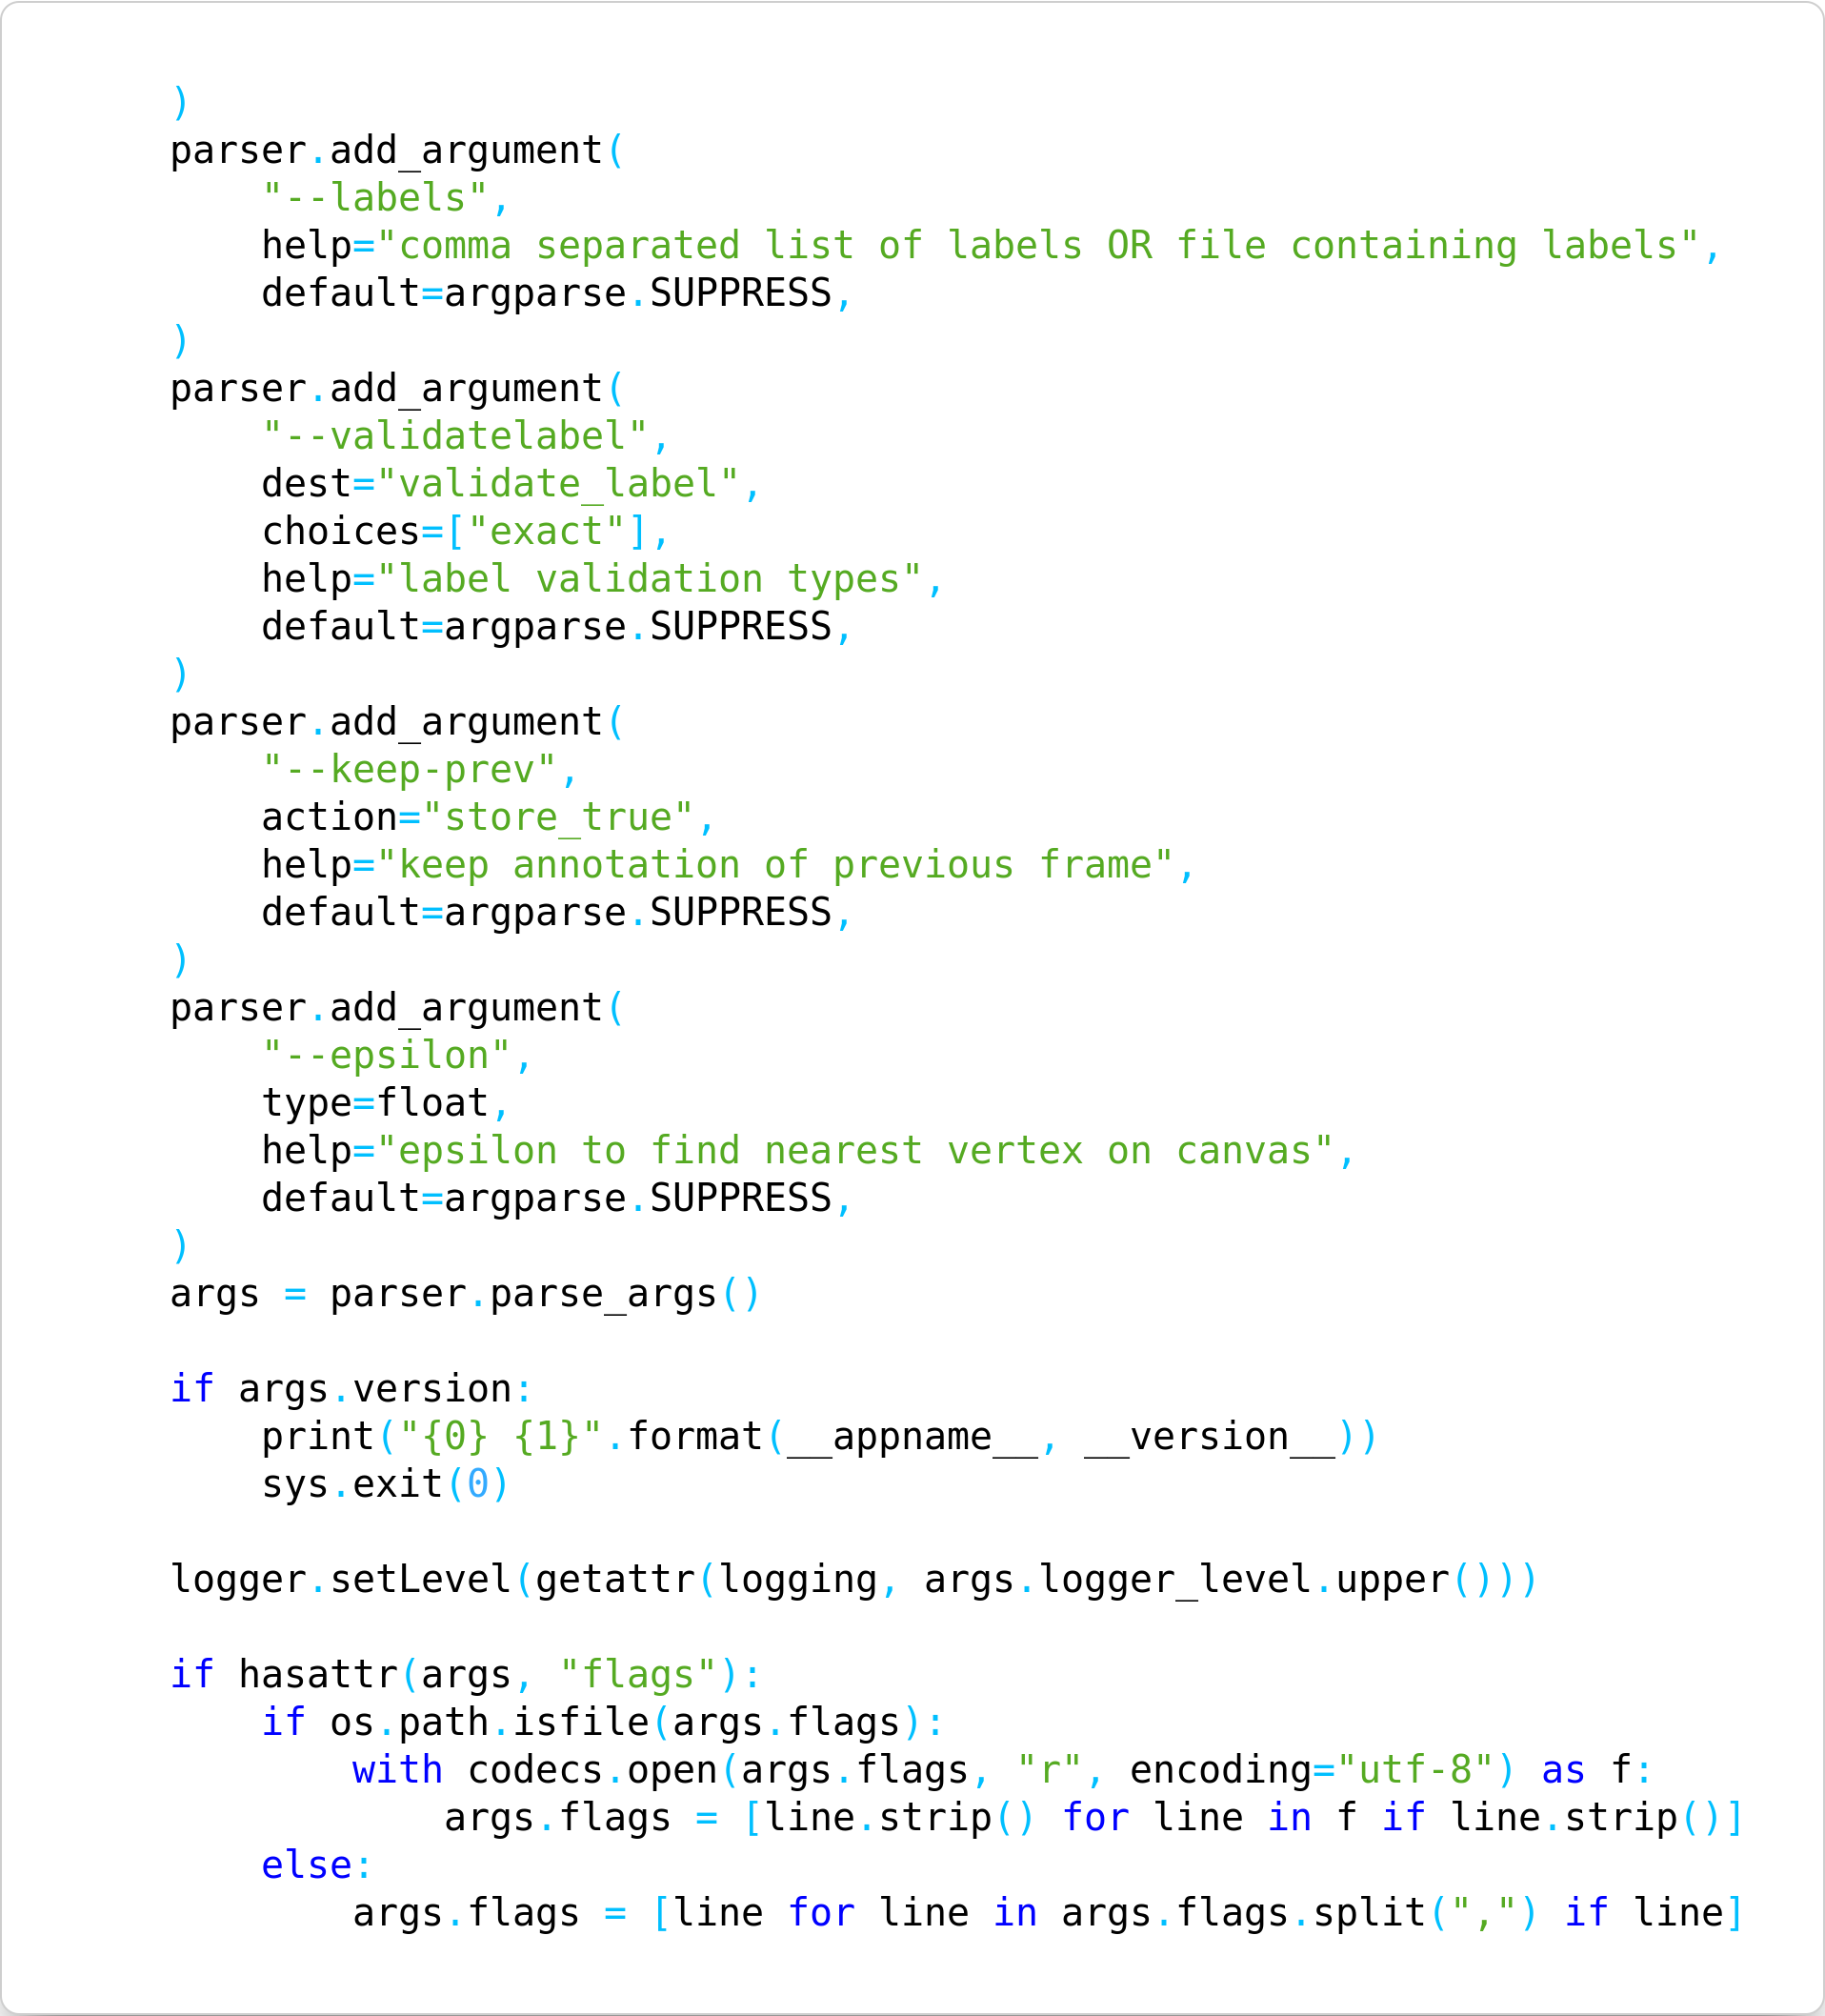 )
    parser.add_argument(
        "--labels",
        help="comma separated list of labels OR file containing labels",
        default=argparse.SUPPRESS,
    )
    parser.add_argument(
        "--validatelabel",
        dest="validate_label",
        choices=["exact"],
        help="label validation types",
        default=argparse.SUPPRESS,
    )
    parser.add_argument(
        "--keep-prev",
        action="store_true",
        help="keep annotation of previous frame",
        default=argparse.SUPPRESS,
    )
    parser.add_argument(
        "--epsilon",
        type=float,
        help="epsilon to find nearest vertex on canvas",
        default=argparse.SUPPRESS,
    )
    args = parser.parse_args()

    if args.version:
        print("{0} {1}".format(__appname__, __version__))
        sys.exit(0)

    logger.setLevel(getattr(logging, args.logger_level.upper()))

    if hasattr(args, "flags"):
        if os.path.isfile(args.flags):
            with codecs.open(args.flags, "r", encoding="utf-8") as f:
                args.flags = [line.strip() for line in f if line.strip()]
        else:
            args.flags = [line for line in args.flags.split(",") if line]